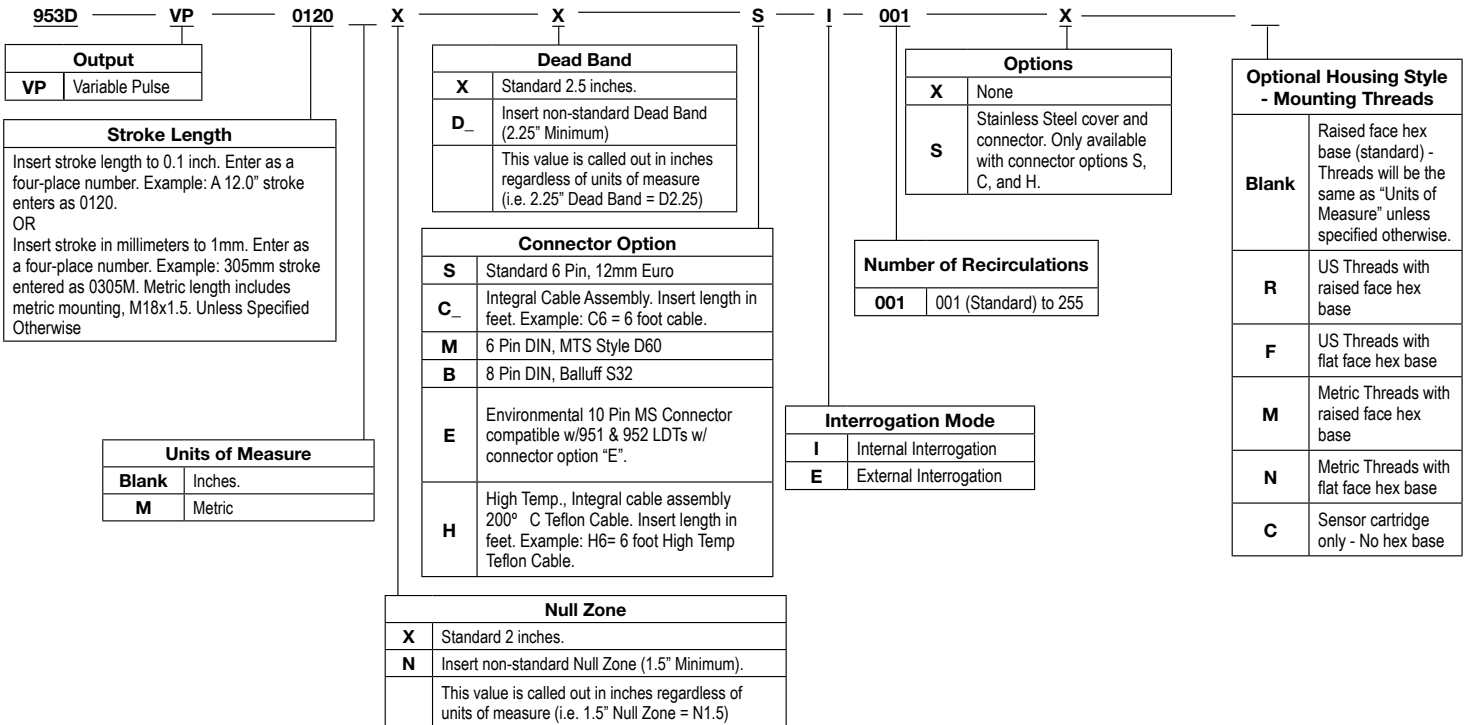 953D VP 0120 X X S I 001 X
Output
VP Variable Pulse
Stroke Length
Insert stroke length to 0.1 inch. Enter as a
four-place number. Example: A 12.0” stroke
enters as 0120.
OR
Insert stroke in millimeters to 1mm. Enter as
a four-place number. Example: 305mm stroke
entered as 0305M. Metric length includes
metric mounting, M18x1.5. Unless Specified
Otherwise
Units of Measure
Blank Inches.
M Metric
Dead Band
X Standard 2.5 inches.
D_ Insert non-standard Dead Band
(2.25” Minimum)
This value is called out in inches
regardless of units of measure
(i.e. 2.25” Dead Band = D2.25)
Connector Option
S Standard 6 Pin, 12mm Euro
C_ Integral Cable Assembly. Insert length in
feet. Example: C6 = 6 foot cable.
M 6 Pin DIN, MTS Style D60
B 8 Pin DIN, Balluff S32
E Environmental 10 Pin MS Connector
compatible w/951 & 952 LDTs w/
connector option “E”.
H High Temp., Integral cable assembly
200º C Teflon Cable. Insert length in
feet. Example: H6= 6 foot High Temp
Teflon Cable.
Null Zone
X Standard 2 inches.
N Insert non-standard Null Zone (1.5” Minimum).
This value is called out in inches regardless of
units of measure (i.e. 1.5” Null Zone = N1.5)
Options
X None
S Stainless Steel cover and
connector. Only available
with connector options S,
C, and H.
Number of Recirculations
001 001 (Standard) to 255
Interrogation Mode
I Internal Interrogation
E External Interrogation
Optional Housing Style
- Mounting Threads
Blank Raised face hex
base (standard) -
Threads will be the
same as “Units of
Measure” unless
specified otherwise.
R US Threads with
raised face hex
base
F US Threads with
flat face hex base
M Metric Threads with
raised face hex
base
N Metric Threads with
flat face hex base
C Sensor cartridge
only - No hex base